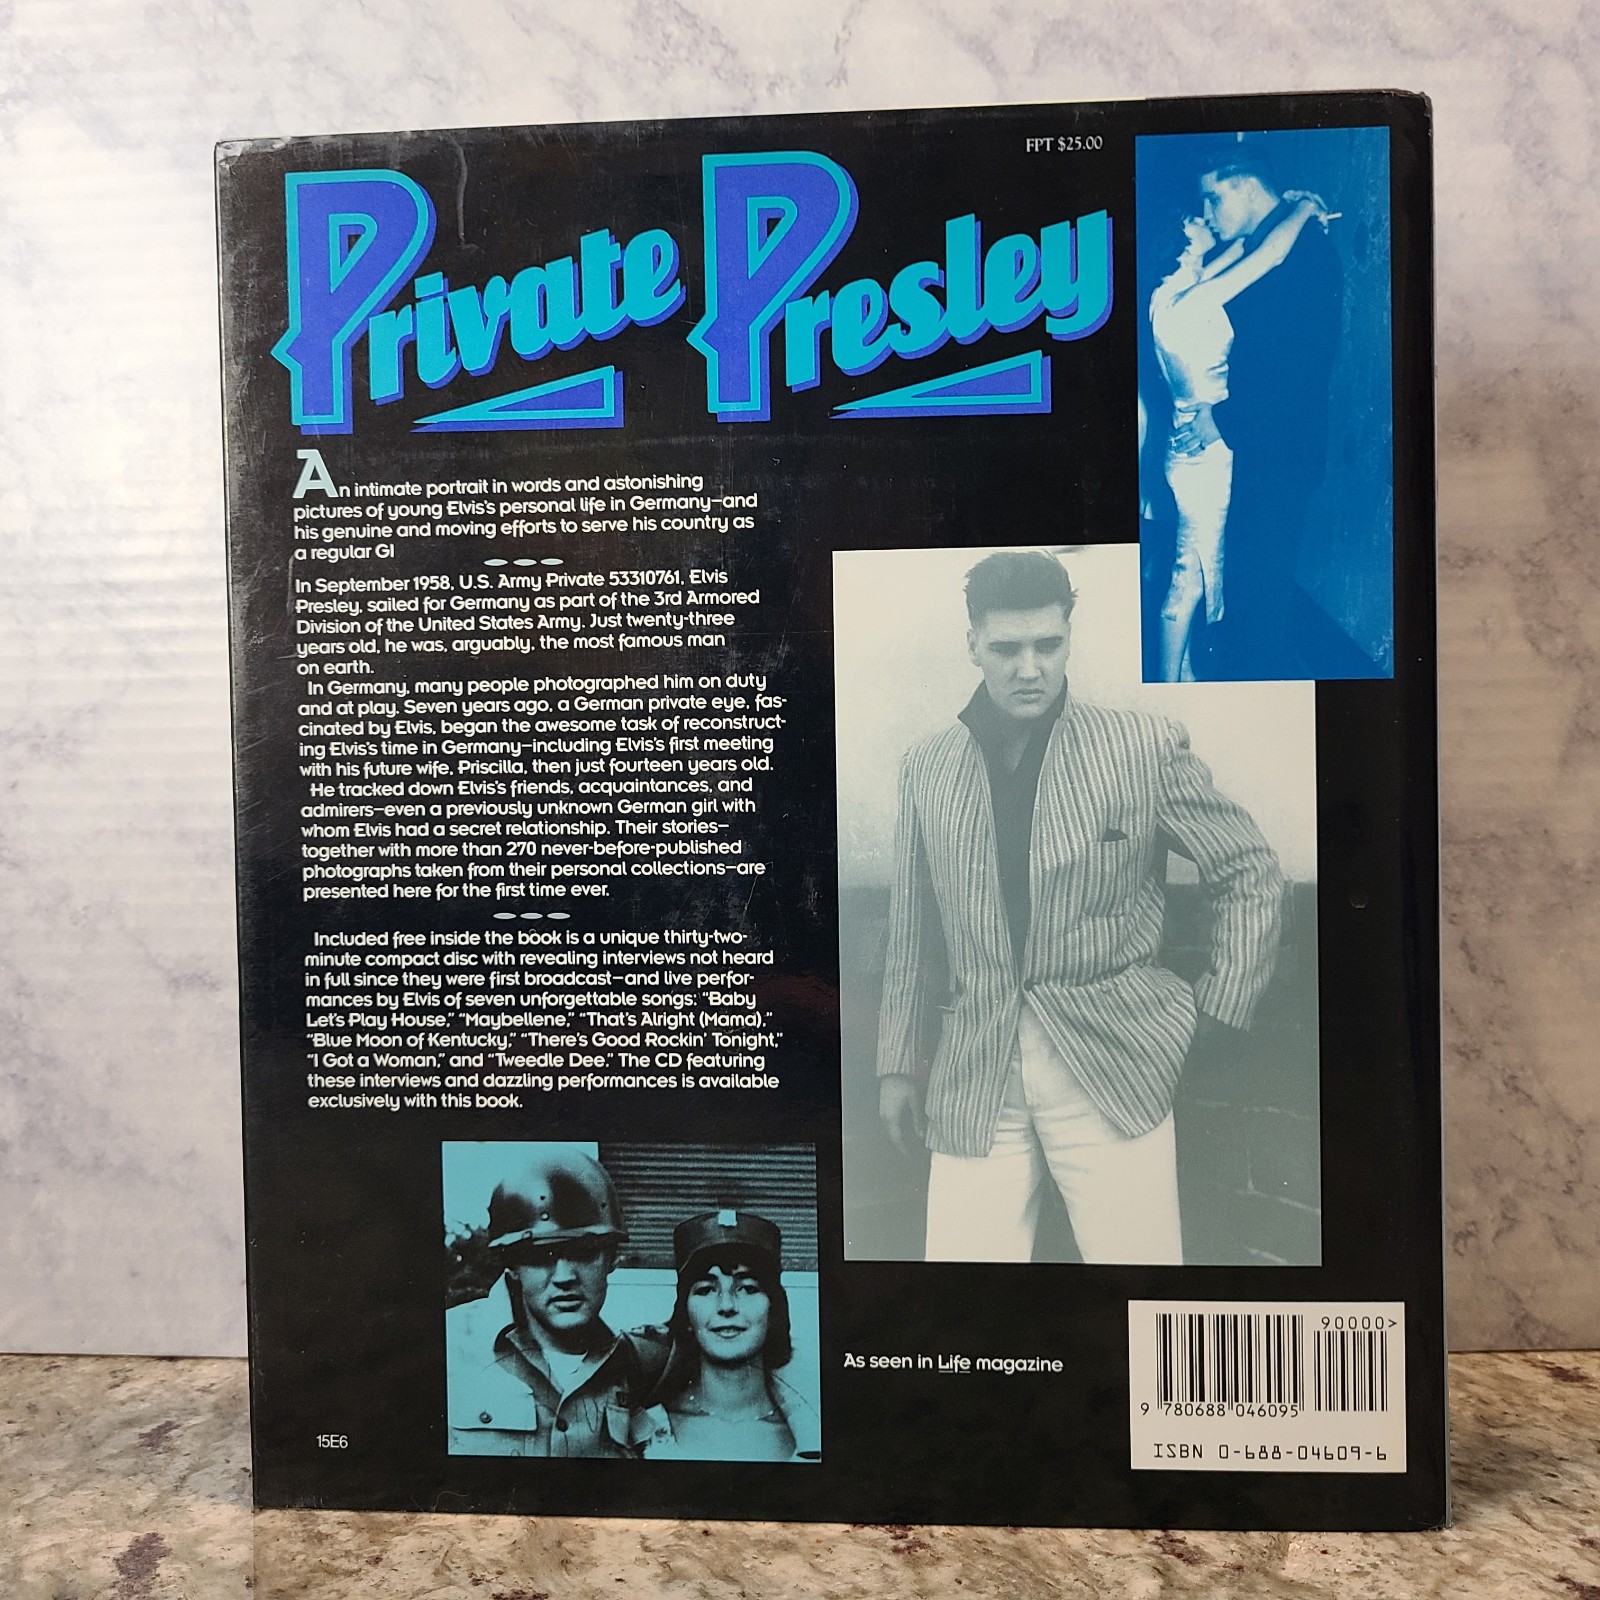 FPT $25.00
Private Presley
An intimate portrait in words and astonishing
pictures of young Elvis's personal life in Germany—and
his genuine and moving efforts to serve his country as
a regular GI
In September 1958, U.S. Army Private 53310761, Elvis
Presley, sailed for Germany as part of the 3rd Armored
Division of the United States Army. Just twenty-three
years old, he was, arguably, the most famous man
on earth.
In Germany, many people photographed him on duty
and at play. Seven years ago, a German private eye, fas-
cinated by Elvis, began the awesome task of reconstruct-
ing Elvis's time in Germany—including Elvis's first meeting
with his future wife, Priscilla, then just fourteen years old.
He tracked down Elvis's friends, acquaintances, and
admirers—even a previously unknown German girl with
whom Elvis had a secret relationship. Their stories—
together with more than 270 never-before-published
photographs taken from their personal collections—are
presented here for the first time ever.
Included free inside the book is a unique thirty-two-
minute compact disc with revealing interviews not heard
in full since they were first broadcast—and live perfor-
mances by Elvis of seven unforgettable songs: "Baby
Let's Play House," "Maybellene," "That's Alright (Mama),"
"Blue Moon of Kentucky," "There's Good Rockin' Tonight,"
"I Got a Woman," and "Tweedle Dee." The CD featuring
these interviews and dazzling performances is available
exclusively with this book.
As seen in Life magazine
15E6
90000>
9 780688 046095
ISBN 0-688-04609-6